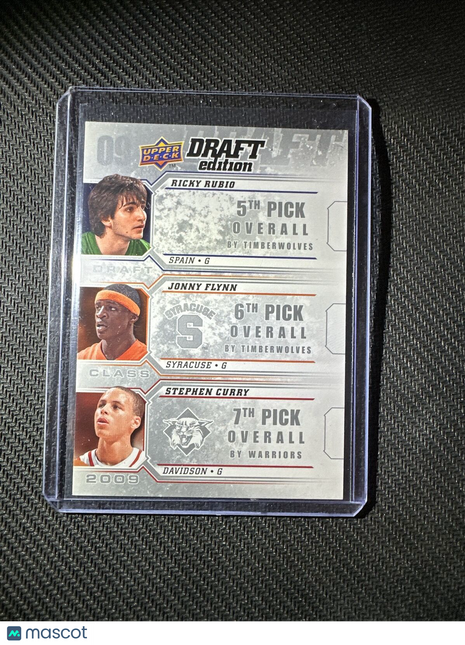 09
UPPER
D.E.C.K
DRAFT
edition
RICKY RUBIO
5TH PICK
OVERALL
BY TIMBERWOLVES
SPAIN • G
DRAFT
JONNY FLYNN
SYRACUSE
S
6TH PICK
OVERALL
BY TIMBERWOLVES
SYRACUSE • G
CLASS
STEPHEN CURRY
7TH PICK
OVERALL
BY WARRIORS
DAVIDSON • G
2009
mascot